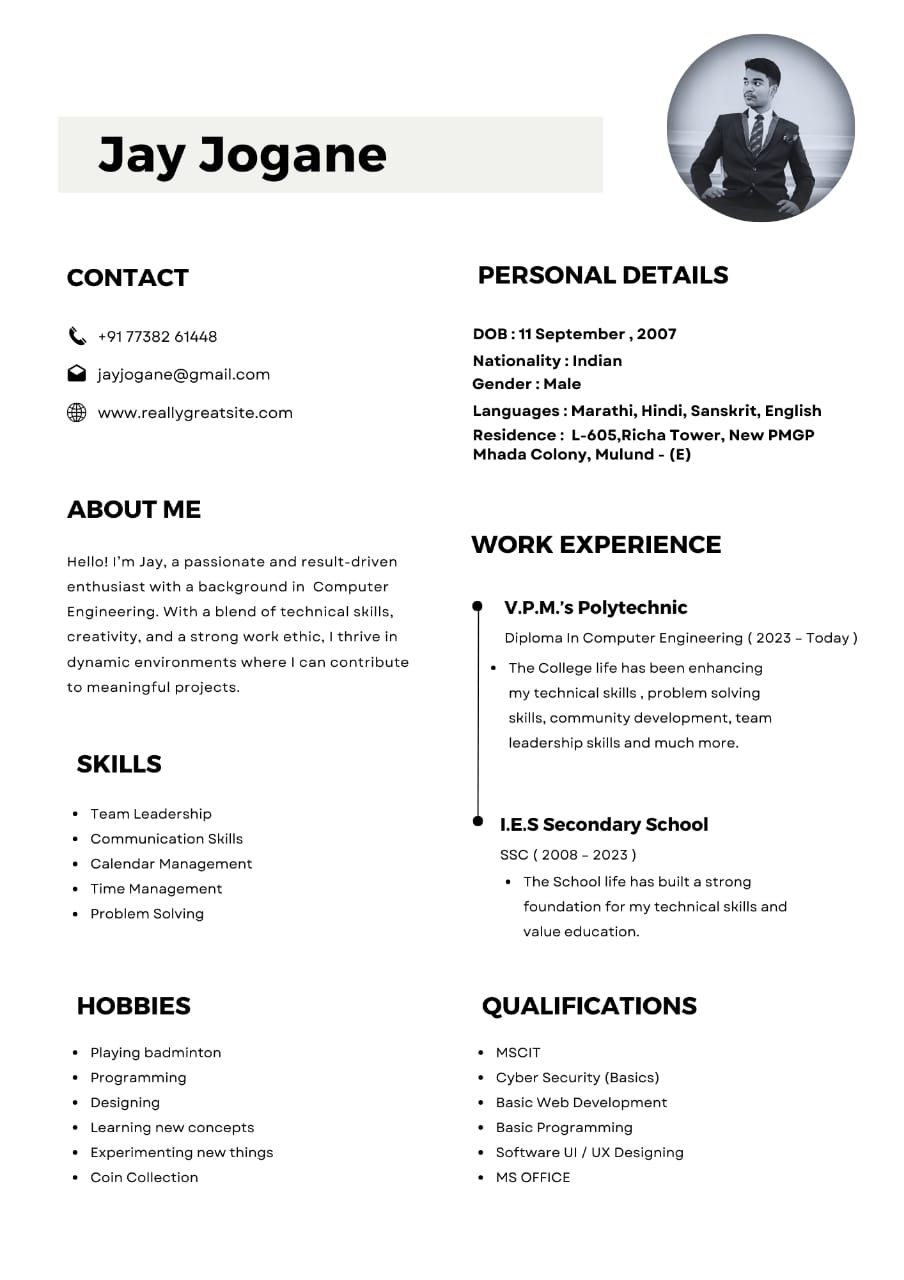 Jay Jogane
CONTACT
+91 77382 61448
jayjogane@gmail.com
www.reallygreatsite.com
ABOUT ME
Hello! I'm Jay, a passionate and result-driven
enthusiast with a background in Computer
Engineering. With a blend of technical skills,
creativity, and a strong work ethic, I thrive in
dynamic environments where I can contribute
to meaningful projects.
SKILLS
• Team Leadership
• Communication Skills
• Calendar Management
• Time Management
• Problem Solving
HOBBIES
• Playing badminton
• Programming
• Designing
• Learning new concepts
• Experimenting new things
• Coin Collection
PERSONAL DETAILS
DOB : 11 September , 2007
Nationality : Indian
Gender : Male
Languages : Marathi, Hindi, Sanskrit, English
Residence : L-605,Richa Tower, New PMGP
Mhada Colony, Mulund - (E)
WORK EXPERIENCE
V.P.M.'s Polytechnic
Diploma In Computer Engineering ( 2023 – Today )
• The College life has been enhancing
my technical skills , problem solving
skills, community development, team
leadership skills and much more.
I.E.S Secondary School
SSC ( 2008 – 2023 )
• The School life has built a strong
foundation for my technical skills and
value education.
QUALIFICATIONS
• MSCIT
• Cyber Security (Basics)
• Basic Web Development
• Basic Programming
• Software UI / UX Designing
• MS OFFICE